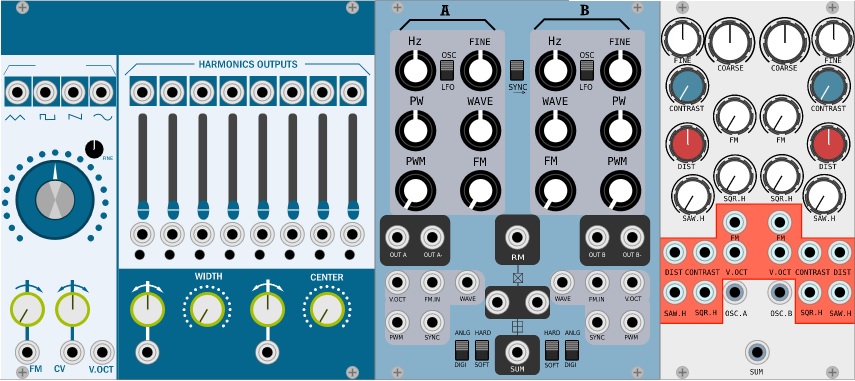 HARMONICS OUTPUTS
FINE
WIDTH
CENTER
FM
CV
V.OCT
A
B
Hz
OSC
FINE
LFO
SYNC
Hz
OSC
FINE
LFO
PW
WAVE
WAVE
PW
PWM
FM
FM
PWM
OUT A
OUT A-
RM
OUT B
OUT B-
V.OCT
FM.IN
WAVE
WAVE
FM.IN
V.OCT
PWM
SYNC
SYNC
PWM
ANLG
HARD
HARD
ANLG
DIGI
SOFT
SOFT
DIGI
SUM
FINE
COARSE
COARSE
FINE
CONTRAST
CONTRAST
FM
FM
DIST
DIST
SQR.H
SQR.H
SAW.H
SAW.H
FM
FM
DIST
CONTRAST
V.OCT
V.OCT
CONTRAST
DIST
SAW.H
SQR.H
OSC.A
OSC.B
SQR.H
SAW.H
SUM